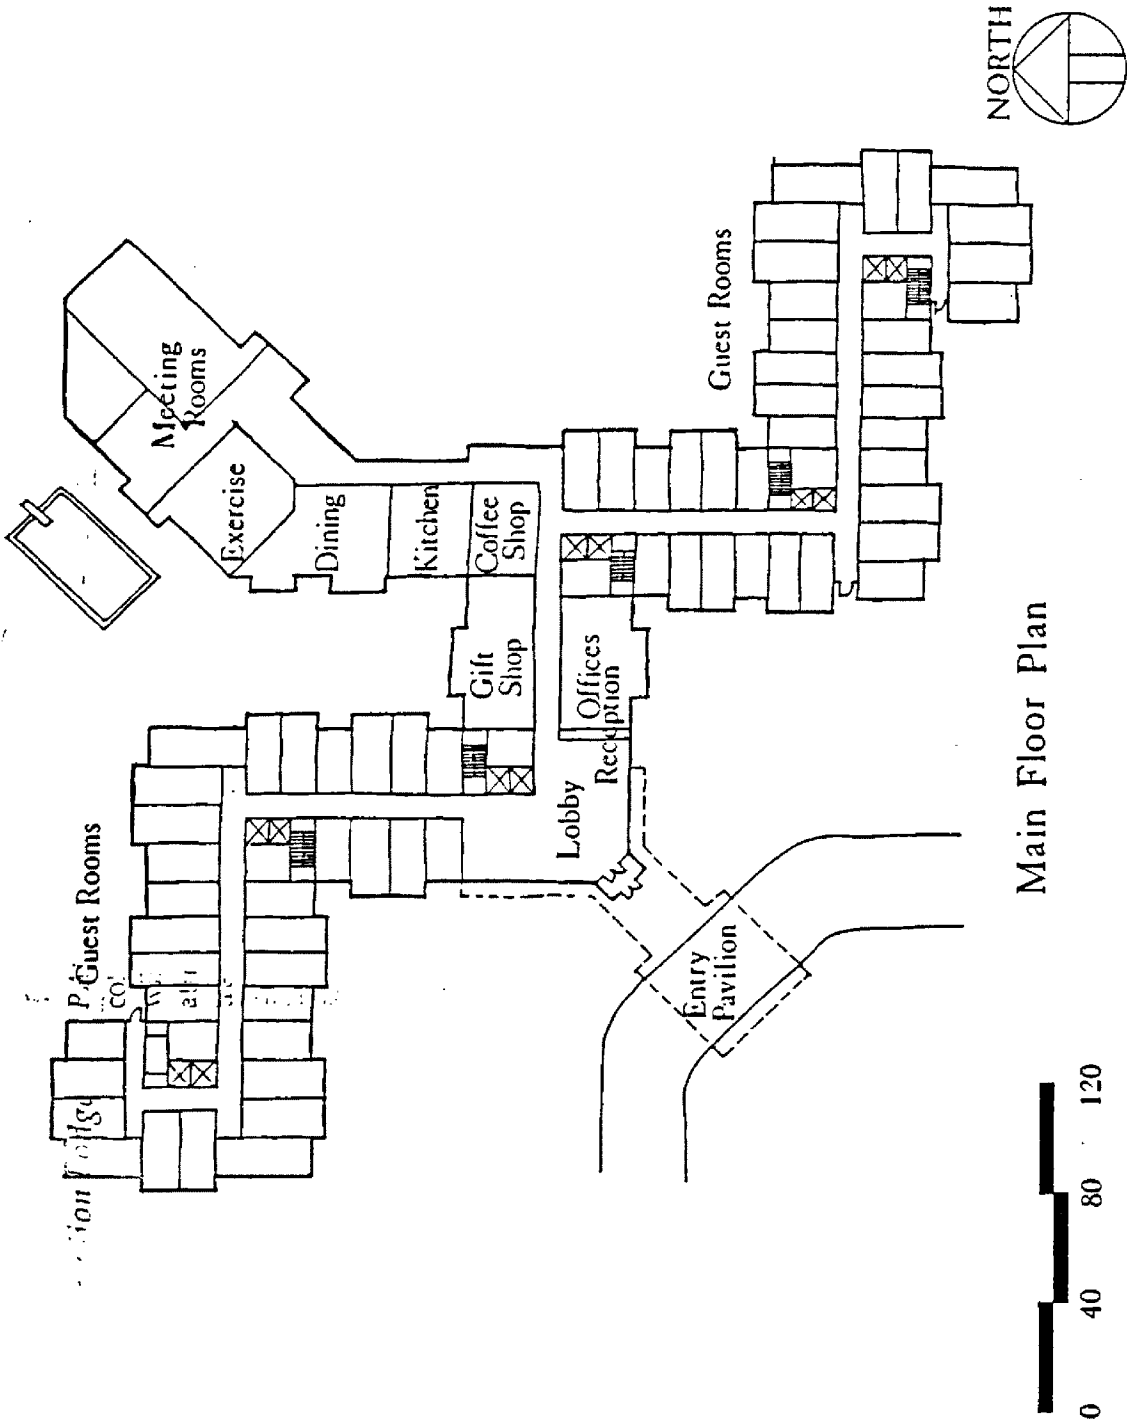 NORTH
Meeting
Rooms
Exercise
Dining
Kitchen
Coffee
Shop
Gift
Shop
Offices
Reception
Lobby
Guest Rooms
Guest Rooms
Entry
Pavilion
Main Floor Plan
0 40 80 120